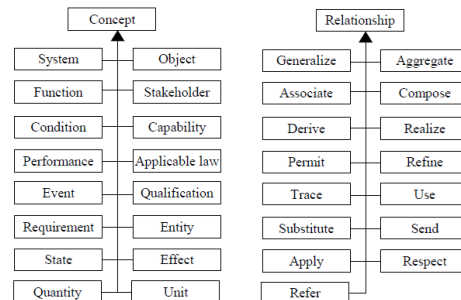 Concept
System
Object
Function
Stakeholder
Condition
Capability
Performance
Applicable law
Event
Qualification
Requirement
Entity
State
Effect
Quantity
Unit
Relationship
Generalize
Aggregate
Associate
Compose
Derive
Realize
Permit
Refine
Trace
Use
Substitute
Send
Apply
Respect
Refer